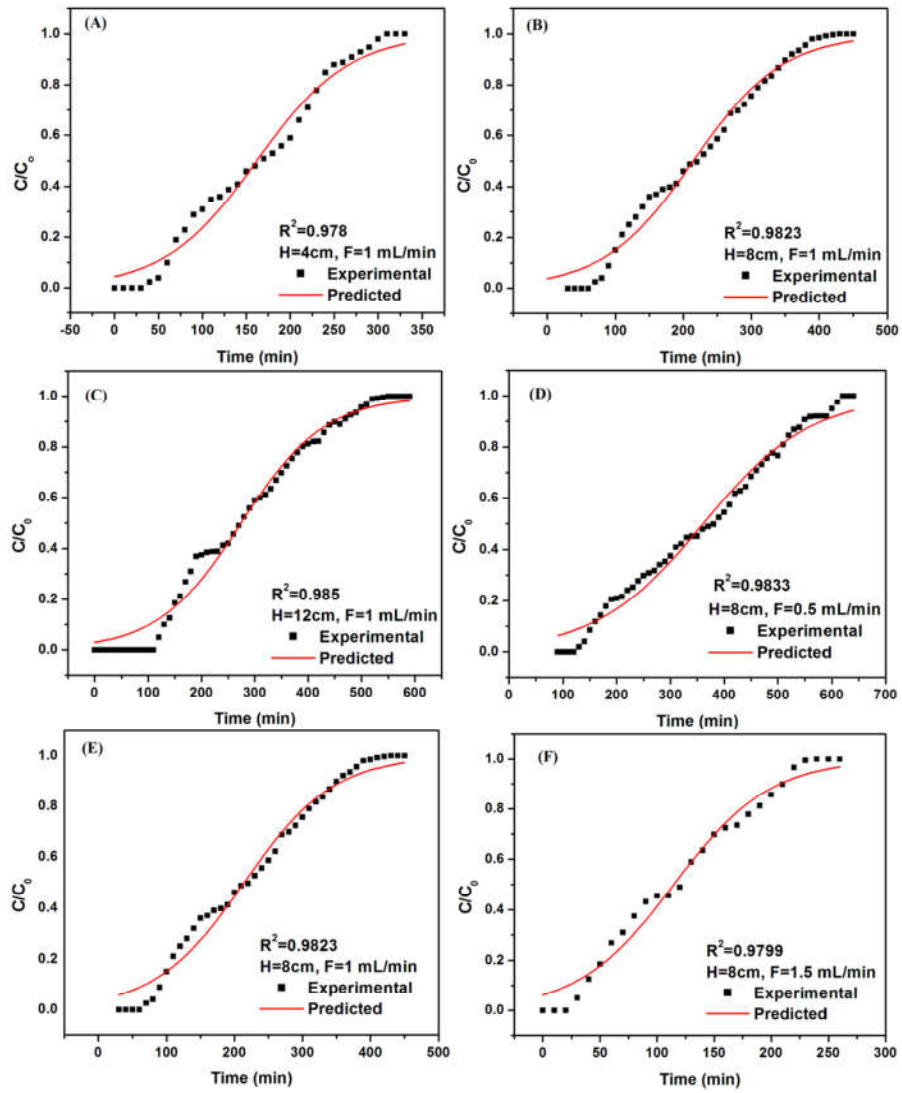 (A)
1.0
0.8
0.6
0.4
0.2
0.0
C/Cₒ
R²=0.978
H=4cm, F=1 mL/min
Experimental
Predicted
-50 0 50 100 150 200 250 300 350
Time (min)
(B)
1.0
0.8
0.6
0.4
0.2
0.0
C/C₀
R²=0.9823
H=8cm, F=1 mL/min
Experimental
Predicted
0 100 200 300 400 500
Time (min)
(C)
1.0
0.8
0.6
0.4
0.2
0.0
C/C₀
R²=0.985
H=12cm, F=1 mL/min
Experimental
Predicted
0 100 200 300 400 500 600
Time (min)
(D)
1.0
0.8
0.6
0.4
0.2
0.0
C/C₀
R²=0.9833
H=8cm, F=0.5 mL/min
Experimental
Predicted
0 100 200 300 400 500 600 700
Time (min)
(E)
1.0
0.8
0.6
0.4
0.2
0.0
C/C₀
R²=0.9823
H=8cm, F=1 mL/min
Experimental
Predicted
0 100 200 300 400 500
Time (min)
(F)
1.0
0.8
0.6
0.4
0.2
0.0
C/C₀
R²=0.9799
H=8cm, F=1.5 mL/min
Experimental
Predicted
0 50 100 150 200 250 300
Time (min)